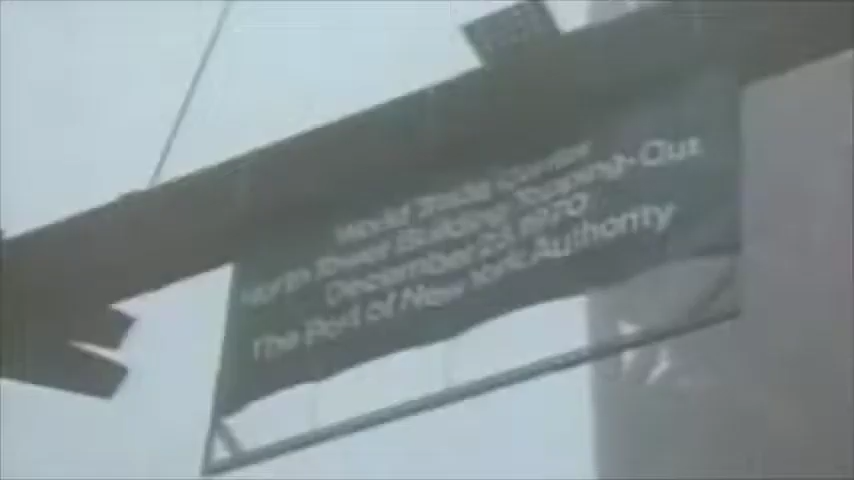 World Trade Center
North Tower Building Topping-Out
December 23, 1970
The Port of New York Authority